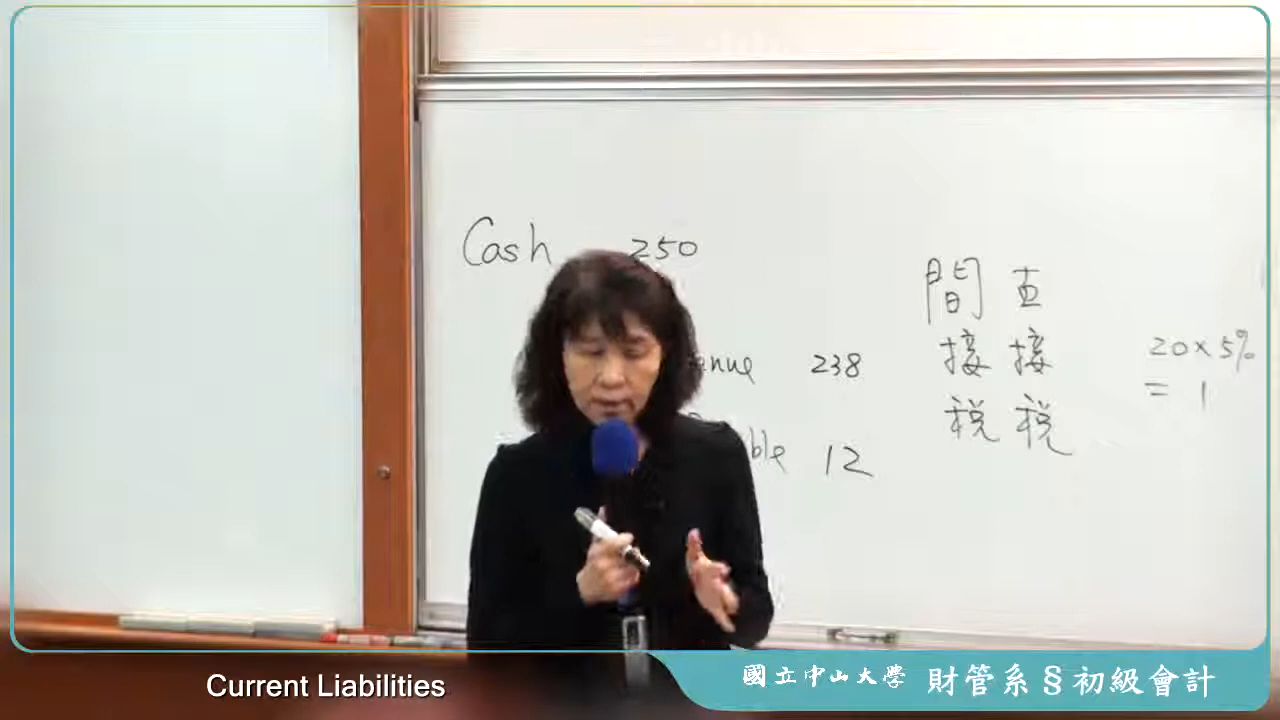 Cash 250
enue 238
ble 12
間接稅
直接稅
20×5%
= 1
Current Liabilities
國立中山大學 財管系§初級會計